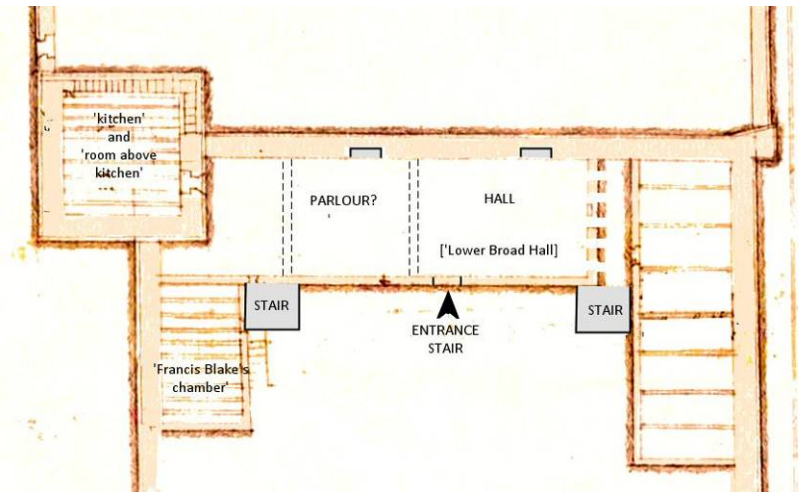 'kitchen'
and
'room above
kitchen'
PARLOUR?
HALL
['Lower Broad Hall]
STAIR
STAIR
ENTRANCE
STAIR
'Francis Blake's
chamber'